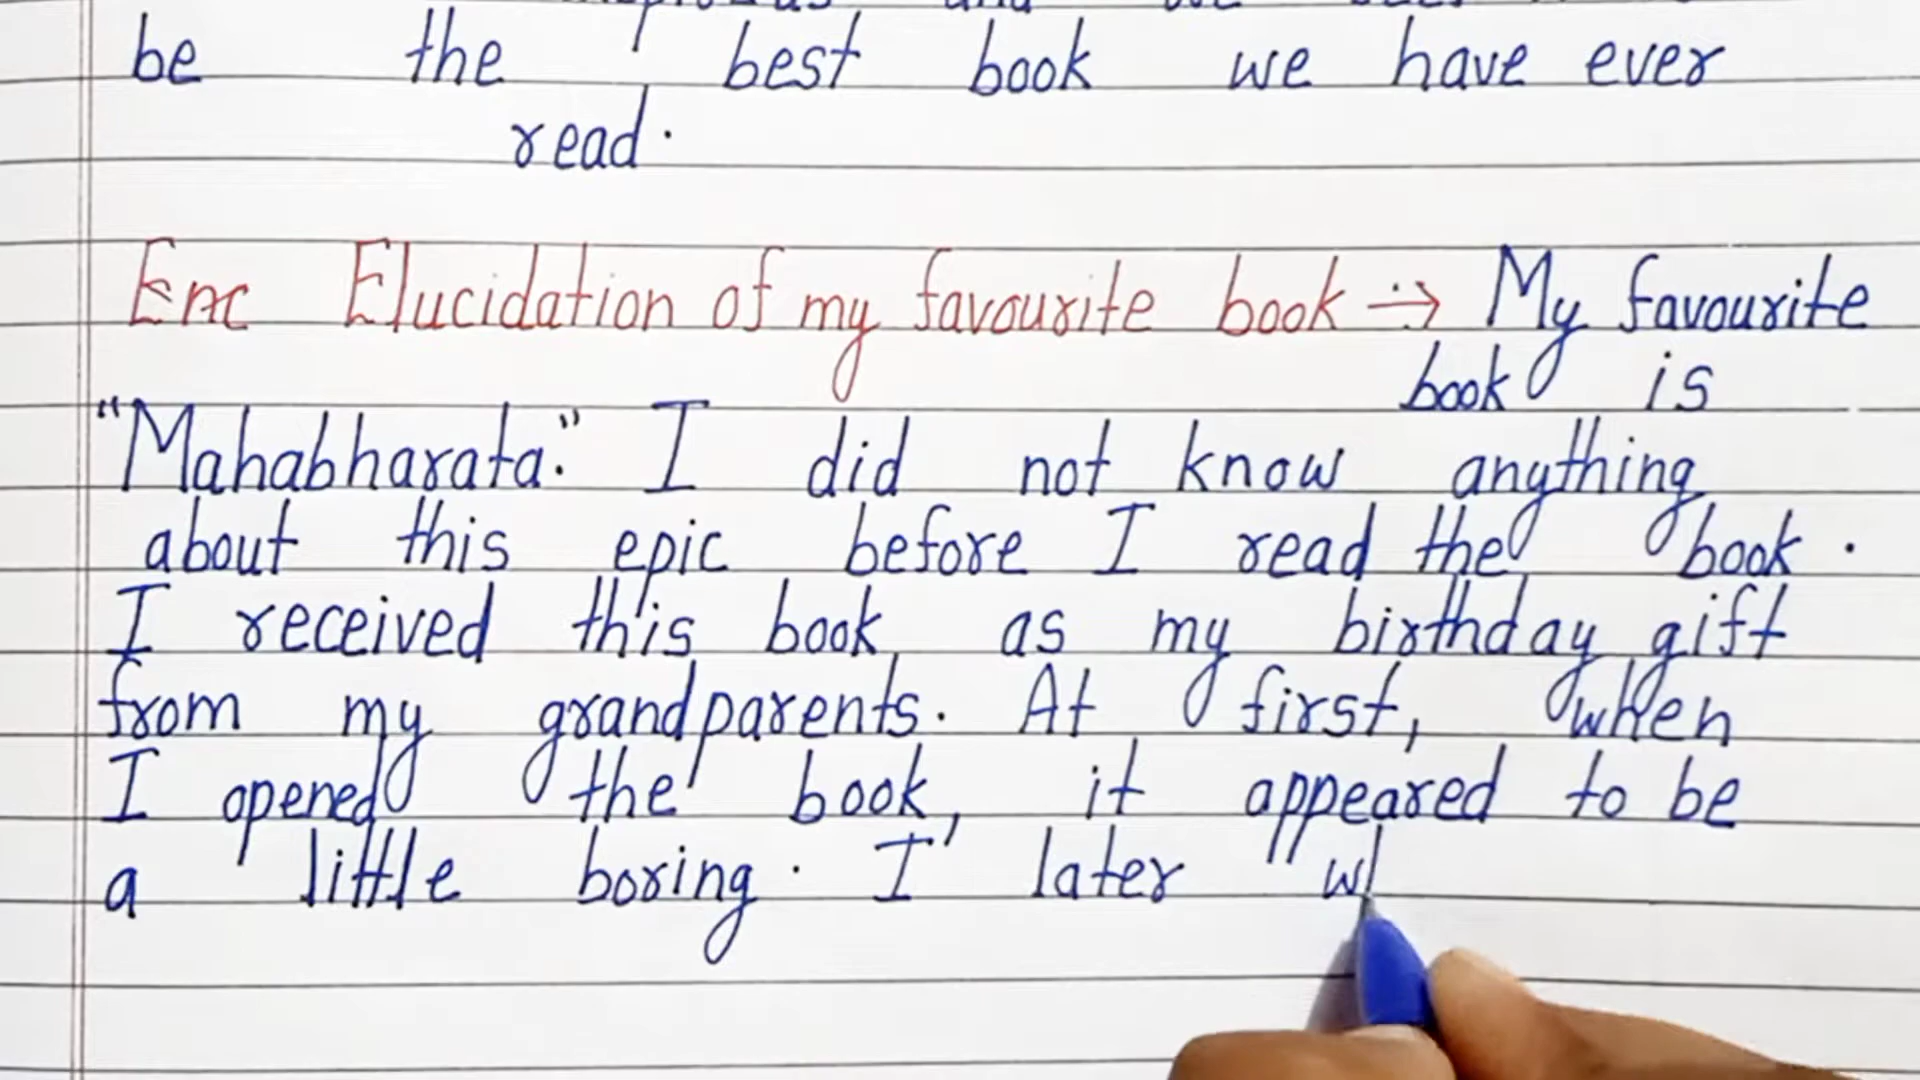 be the best book we have ever
read.
Enc Elucidation of my favourite book → My favourite
book is
"Mahabharata." I did not know anything
about this epic before I read the book.
I received this book as my birthday gift
from my grandparents. At first, when
I opened the book, it appeared to be
a little boring. I later